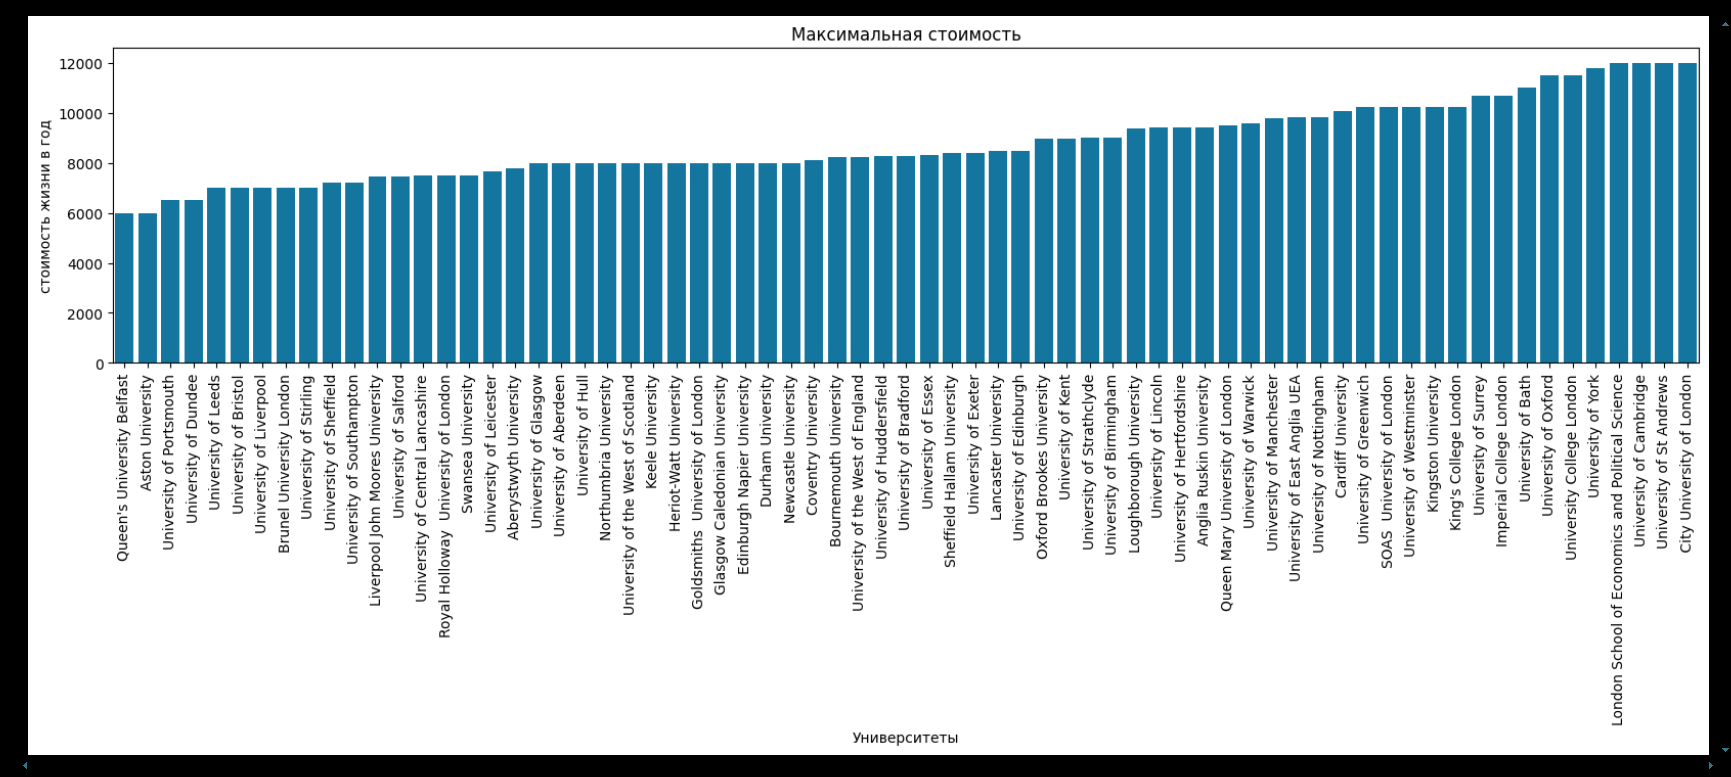 Максимальная стоимость
стоимость жизни в год
12000
10000
8000
6000
4000
2000
0
Queen's University Belfast
Aston University
University of Portsmouth
University of Dundee
University of Leeds
University of Bristol
University of Liverpool
Brunel University London
University of Stirling
University of Sheffield
University of Southampton
Liverpool John Moores University
University of Salford
University of Central Lancashire
Royal Holloway University of London
Swansea University
University of Leicester
Aberystwyth University
University of Glasgow
University of Aberdeen
University of Hull
Northumbria University
University of the West of Scotland
Keele University
Heriot-Watt University
Goldsmiths University of London
Glasgow Caledonian University
Edinburgh Napier University
Durham University
Newcastle University
Coventry University
Bournemouth University
University of the West of England
University of Huddersfield
University of Bradford
University of Essex
Sheffield Hallam University
University of Exeter
Lancaster University
University of Edinburgh
Oxford Brookes University
University of Kent
University of Strathclyde
University of Birmingham
Loughborough University
University of Lincoln
University of Hertfordshire
Anglia Ruskin University
Queen Mary University of London
University of Warwick
University of Manchester
University of East Anglia UEA
University of Nottingham
Cardiff University
University of Greenwich
SOAS University of London
University of Westminster
Kingston University
King's College London
University of Surrey
Imperial College London
University of Bath
University of Oxford
University College London
University of York
London School of Economics and Political Science
University of Cambridge
University of St Andrews
City University of London
Университеты